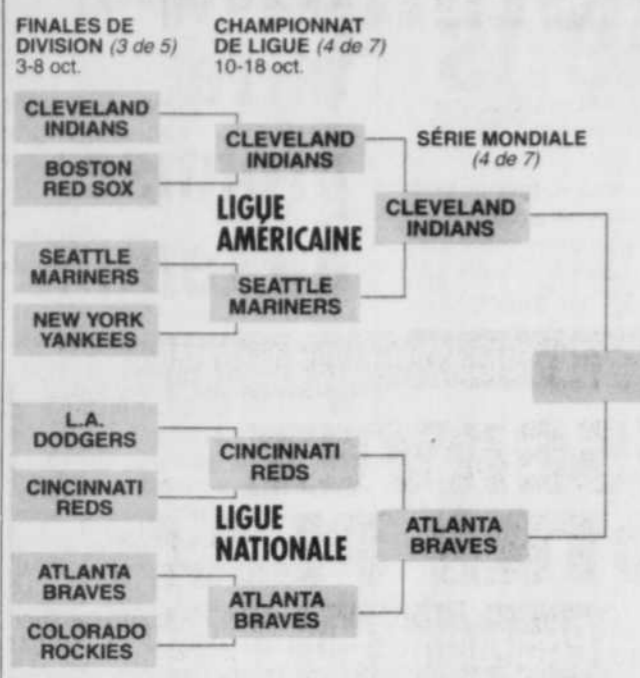 FINALES DE
DIVISION (3 de 5)
3-8 oct.
CHAMPIONNAT
DE LIGUE (4 de 7)
10-18 oct.
SÉRIE MONDIALE
(4 de 7)
CLEVELAND
INDIANS
BOSTON
RED SOX
CLEVELAND
INDIANS
LIGUE
AMÉRICAINE
CLEVELAND
INDIANS
SEATTLE
MARINERS
NEW YORK
YANKEES
SEATTLE
MARINERS
L.A.
DODGERS
CINCINNATI
REDS
CINCINNATI
REDS
LIGUE
NATIONALE
ATLANTA
BRAVES
ATLANTA
BRAVES
COLORADO
ROCKIES
ATLANTA
BRAVES